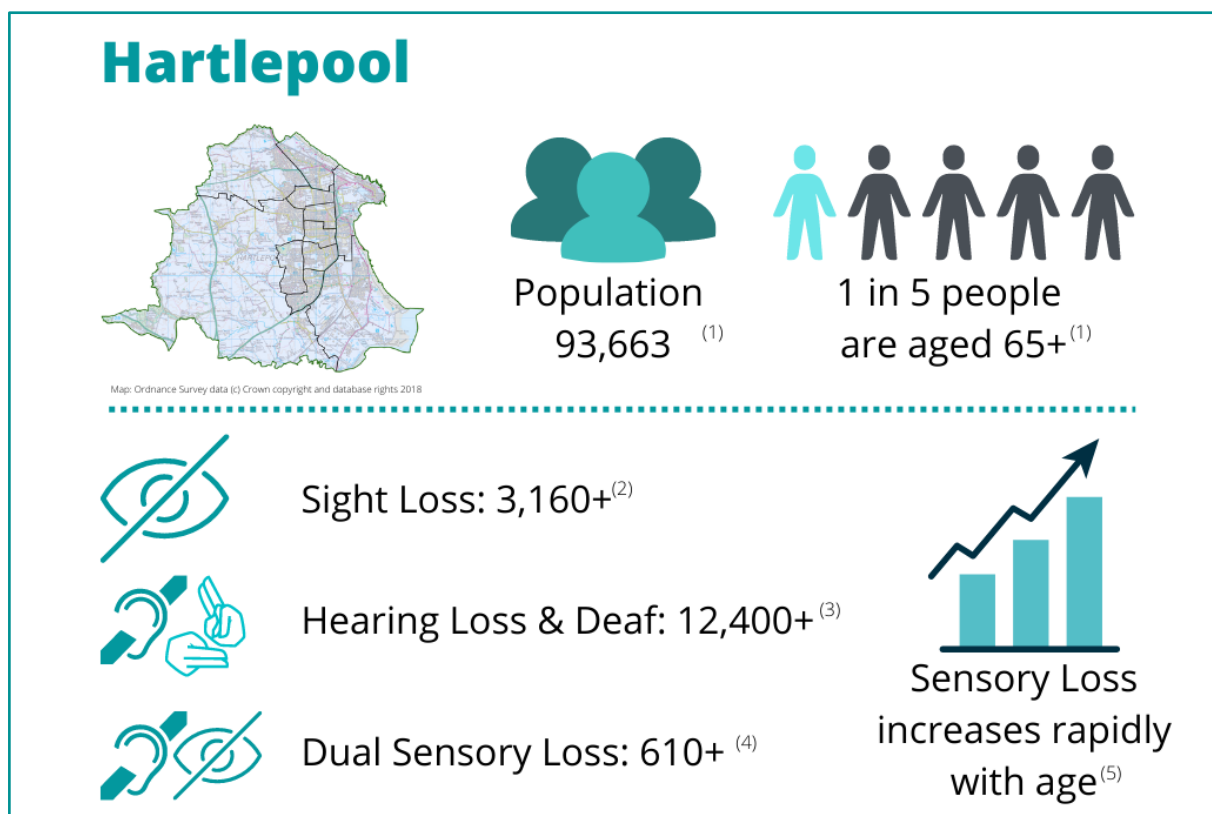 Hartlepool
Population
93,663 (1)
1 in 5 people
are aged 65+(1)
Map: Ordnance Survey data (c) Crown copyright and database rights 2018
Sight Loss: 3,160+(2)
Hearing Loss & Deaf: 12,400+(3)
Dual Sensory Loss: 610+ (4)
Sensory Loss
increases rapidly
with age(5)